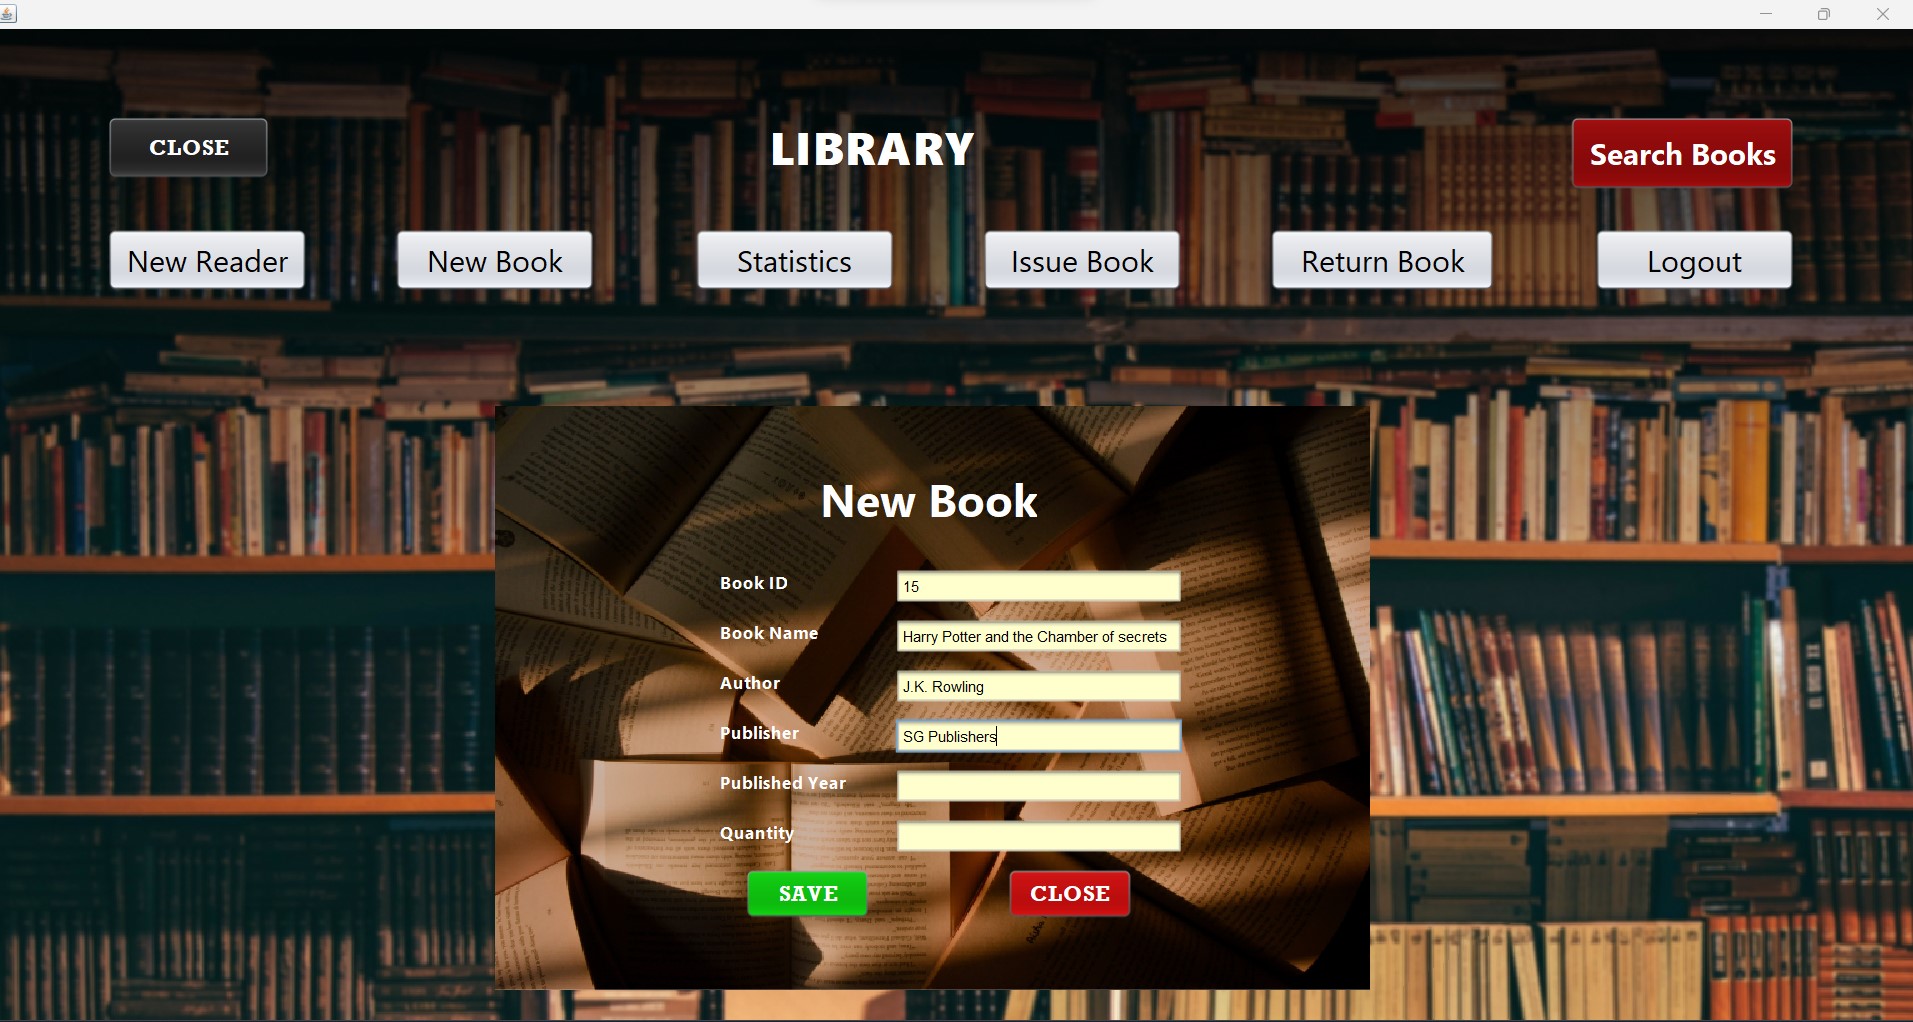 CLOSE
LIBRARY
Search Books
New Reader
New Book
Statistics
Issue Book
Return Book
Logout
New Book
Book ID
15
Book Name
Harry Potter and the Chamber of secrets
Author
J.K. Rowling
Publisher
SG Publishers
Published Year
Quantity
SAVE
CLOSE